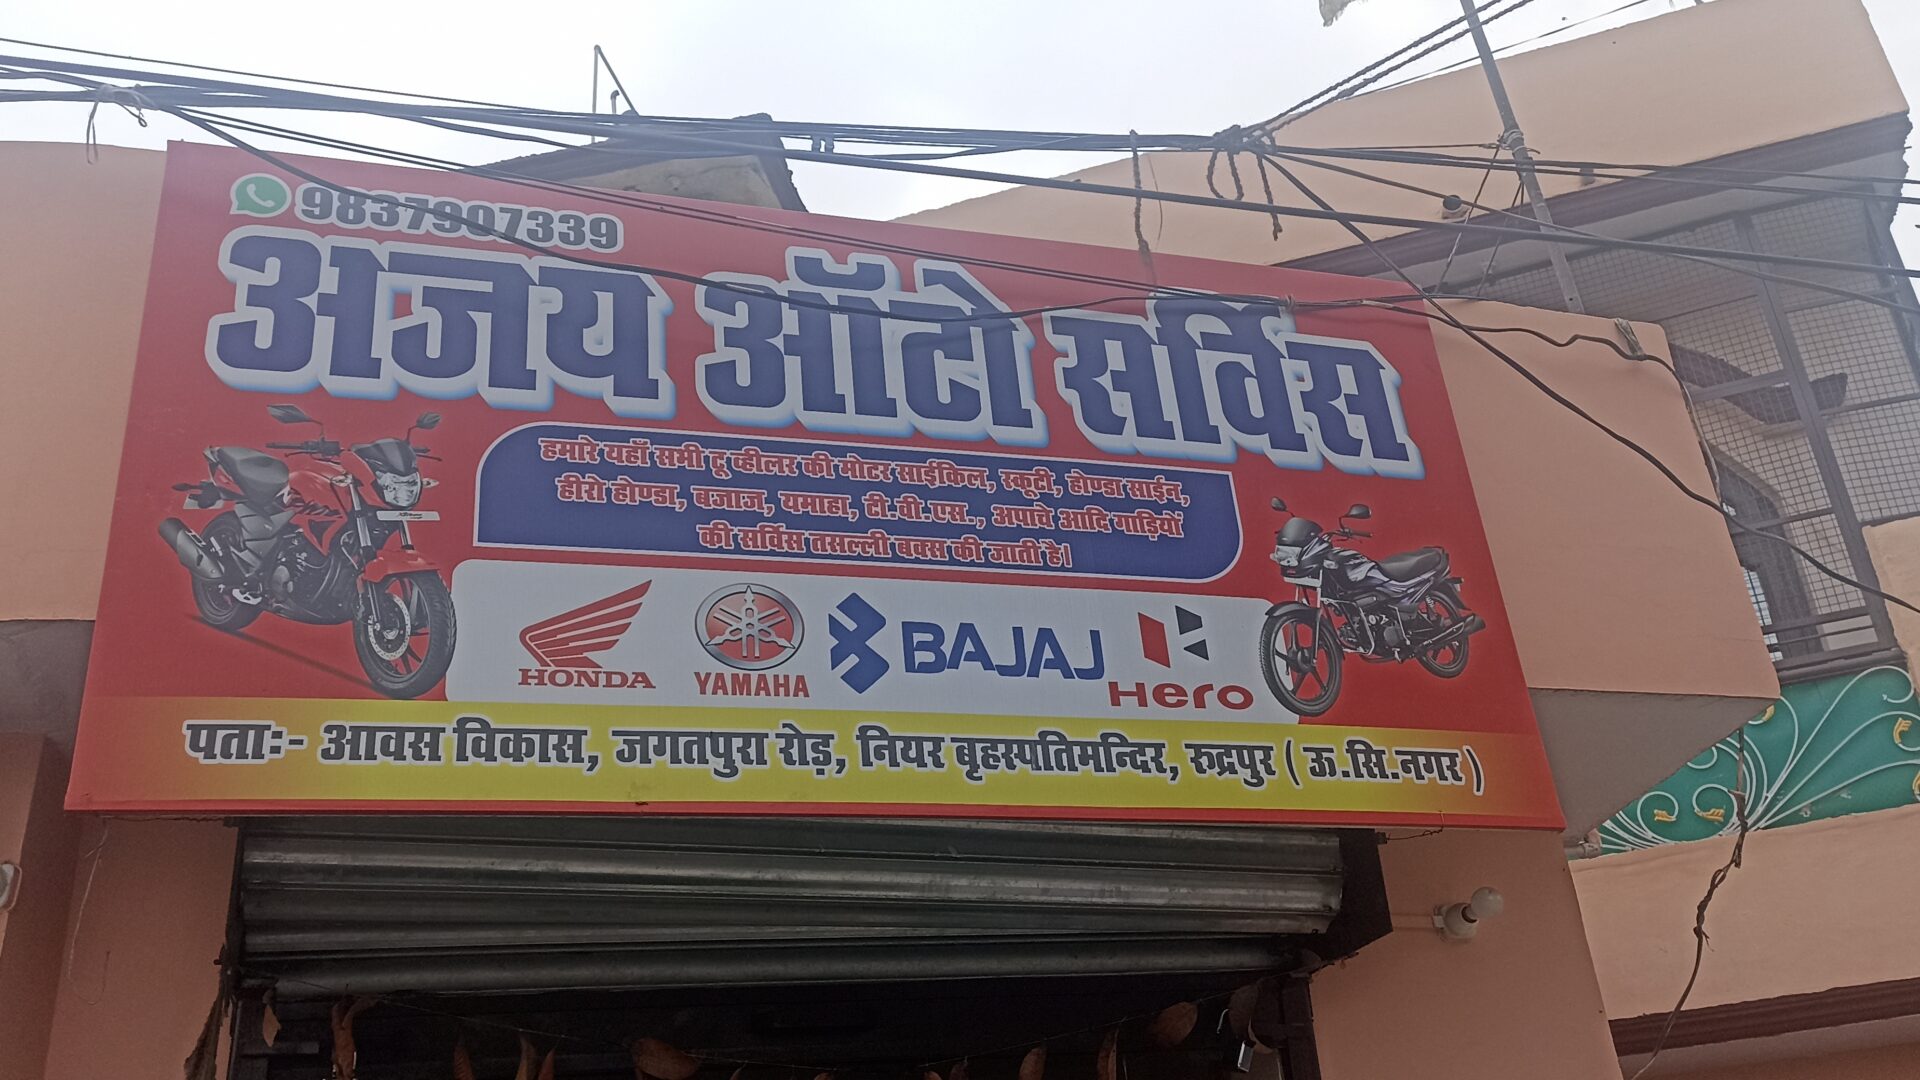 9837907339
अजय ऑटो सर्विस
हमारे यहाँ सभी टू व्हीलर की मोटर साईकिल, स्कूटी, होण्डा साईन,
हीरो होण्डा, बजाज, यमाहा, टी.वी.एस., अपाचे आदि गाड़ियों
की सर्विस तसल्ली बक्स की जाती है।
HONDA YAMAHA BAJAJ Hero
पताः- आवस विकास, जगतपुरा रोड़, नियर बृहस्पतिमन्दिर, रूद्रपुर ( ऊ.सि.नगर )